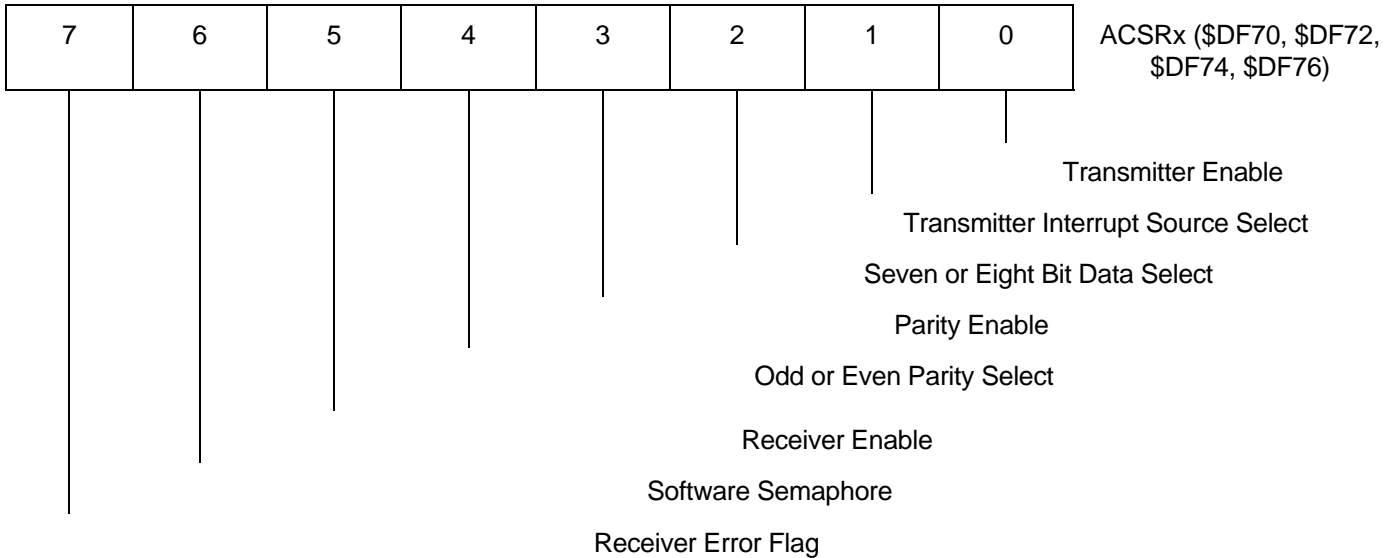 7 6 5 4 3 2 1 0
ACSRx ($DF70, $DF72,
$DF74, $DF76)
Transmitter Enable
Transmitter Interrupt Source Select
Seven or Eight Bit Data Select
Parity Enable
Odd or Even Parity Select
Receiver Enable
Software Semaphore
Receiver Error Flag